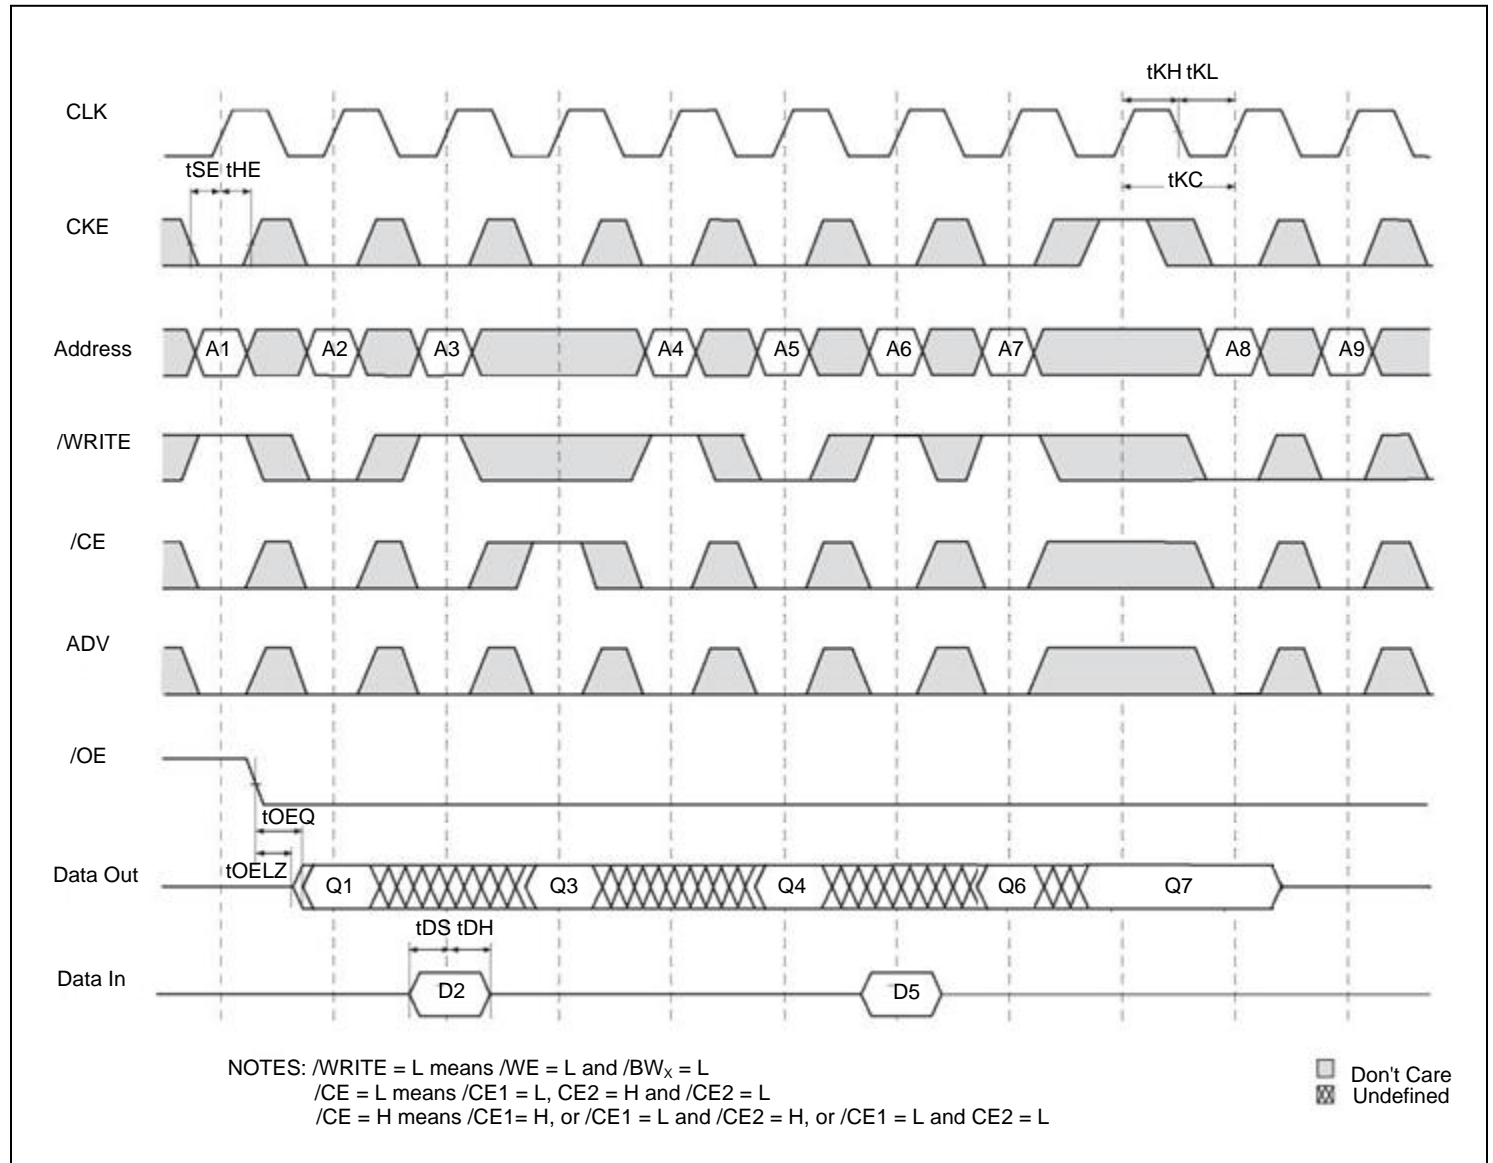 tKH tKL
CLK
tSE tHE
tKC
CKE
Address
A1 A2 A3 A4 A5 A6 A7 A8 A9
/WRITE
/CE
ADV
/OE
tOEQ
tOELZ
Data Out
Q1 Q3 Q4 Q6 Q7
tDS tDH
Data In
D2 D5
NOTES: /WRITE = L means /WE = L and /BWX = L
/CE = L means /CE1 = L, CE2 = H and /CE2 = L
/CE = H means /CE1= H, or /CE1 = L and /CE2 = H, or /CE1 = L and CE2 = L
Don't Care
Undefined